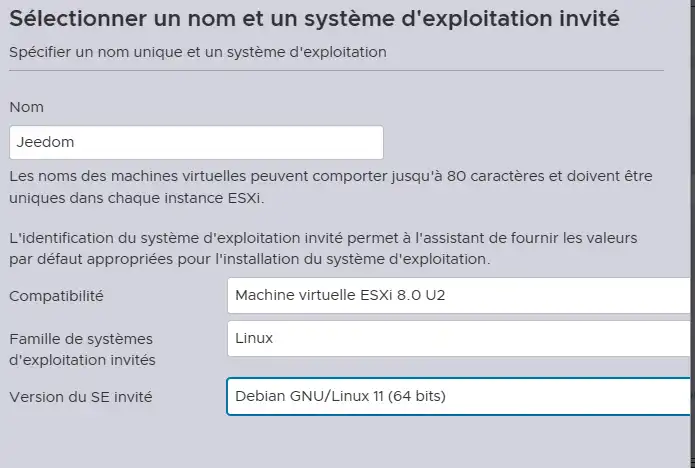 Sélectionner un nom et un système d'exploitation invité
Spécifier un nom unique et un système d'exploitation
Nom
Jeedom
Les noms des machines virtuelles peuvent comporter jusqu'à 80 caractères et doivent être
uniques dans chaque instance ESXi.
L'identification du système d'exploitation invité permet à l'assistant de fournir les valeurs
par défaut appropriées pour l'installation du système d'exploitation.
Compatibilité
Machine virtuelle ESXi 8.0 U2
Famille de systèmes
d'exploitation invités
Linux
Version du SE invité
Debian GNU/Linux 11 (64 bits)